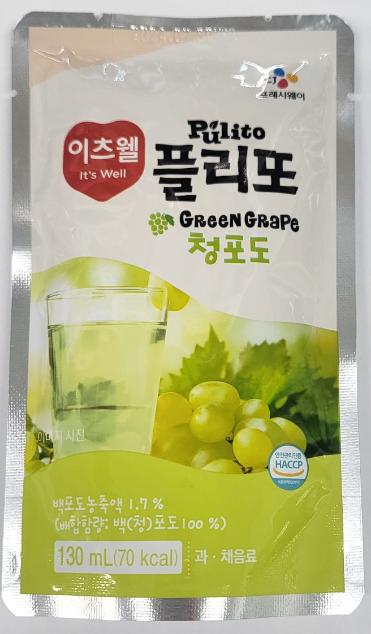 CJ
프레시웨이
이츠웰
It's Well
Pulito
플리또
GREEN GRAPE
청포도
이미지 사진
안전관리인증
HACCP
백포도농축액 1.7 %
(배합함량: 백(청)포도100 %)
130 mL(70 kcal)
과·채음료